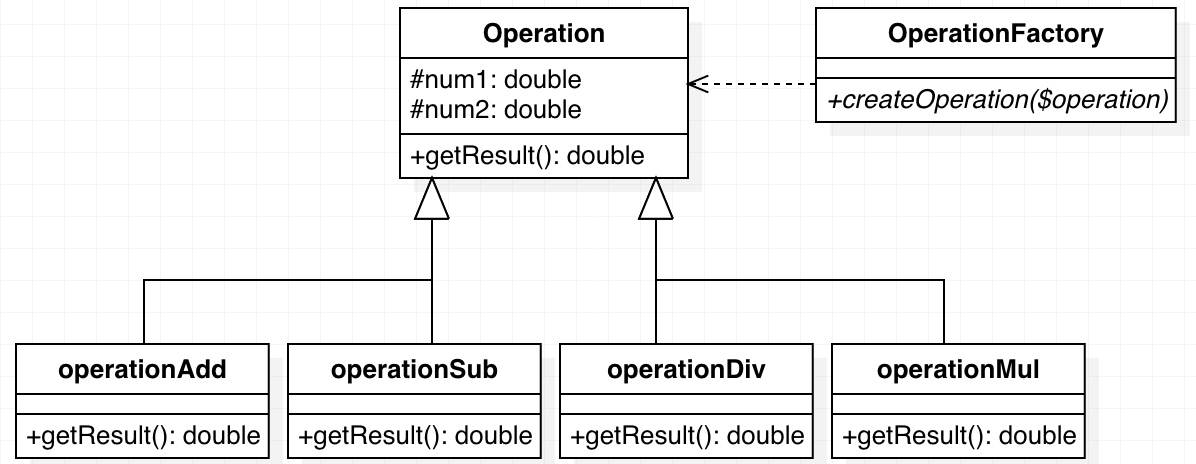 Operation
#num1: double
#num2: double
+getResult(): double
OperationFactory
+createOperation($operation)
operationAdd
+getResult(): double
operationSub
+getResult(): double
operationDiv
+getResult(): double
operationMul
+getResult(): double